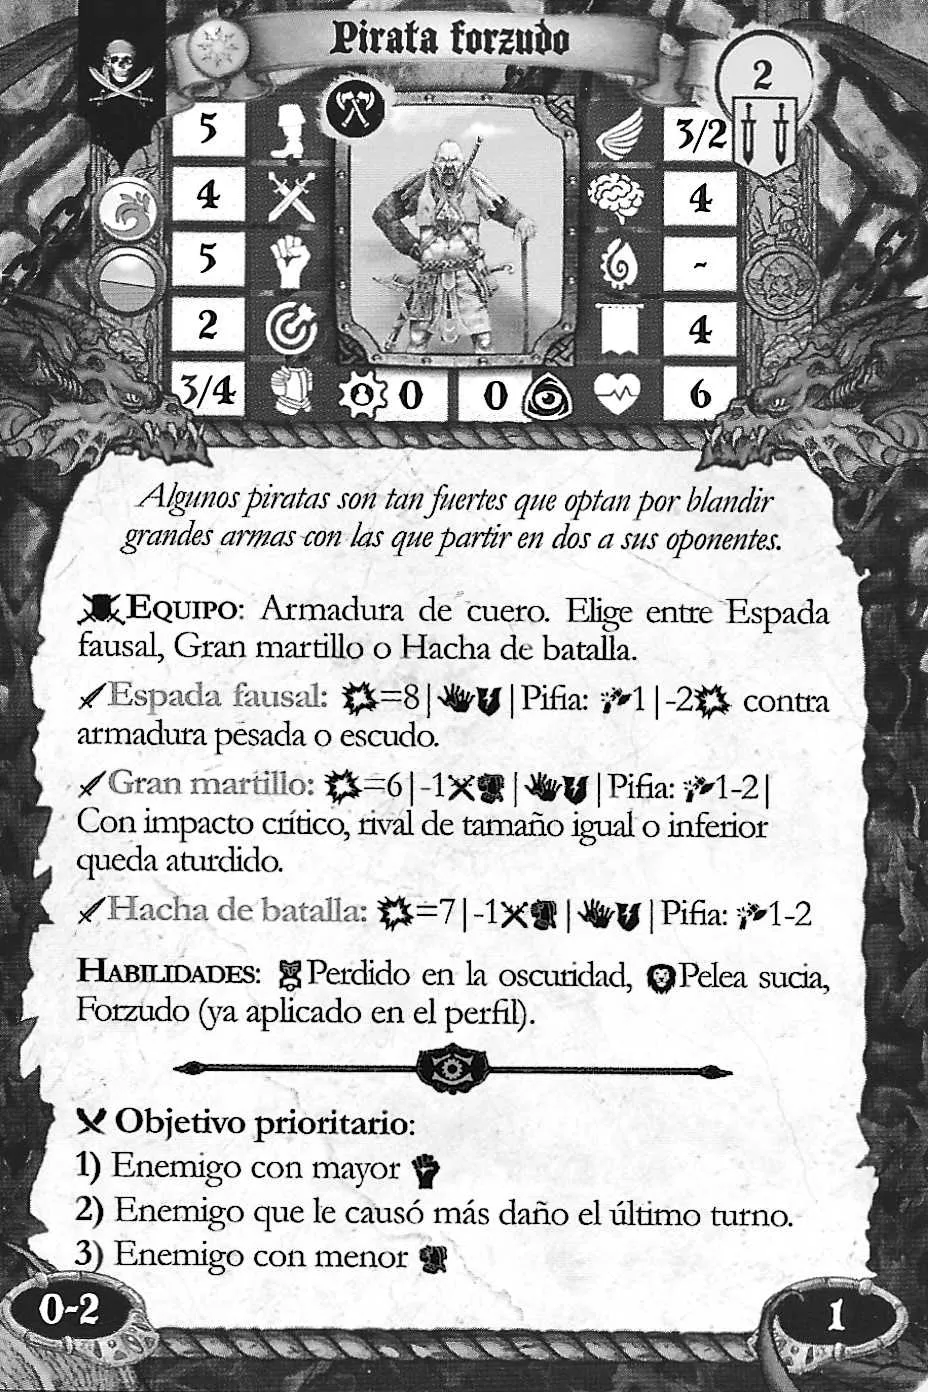 Pirata forzudo
2
5
3/2
4
4
5
-
2
4
3/4
0
0
6
Algunos piratas son tan fuertes que optan por blandir
grandes armas con las que partir en dos a sus oponentes.
EQUIPO: Armadura de cuero. Elige entre Espada
fausal, Gran martillo o Hacha de batalla.
Espada fausal: =8| |Pifia: 1|-2 contra
armadura pesada o escudo.
Gran martillo: =6|-1 | |Pifia: 1-2|
Con impacto crítico, rival de tamaño igual o inferior
queda aturdido.
Hacha de batalla: =7|-1 | |Pifia: 1-2
HABILIDADES: Perdido en la oscuridad, Pelea sucia,
Forzudo (ya aplicado en el perfil).
Objetivo prioritario:
1) Enemigo con mayor
2) Enemigo que le causó más daño el último turno.
3) Enemigo con menor
0-2
1